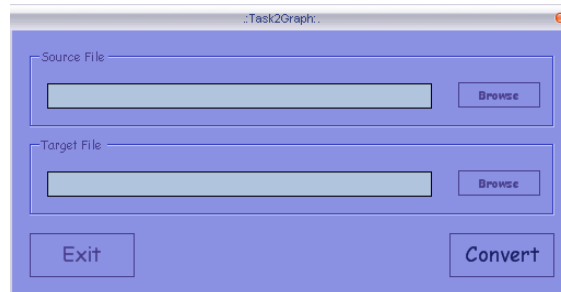 .:Task2Graph:.
Source File
Browse
Target File
Browse
Exit
Convert